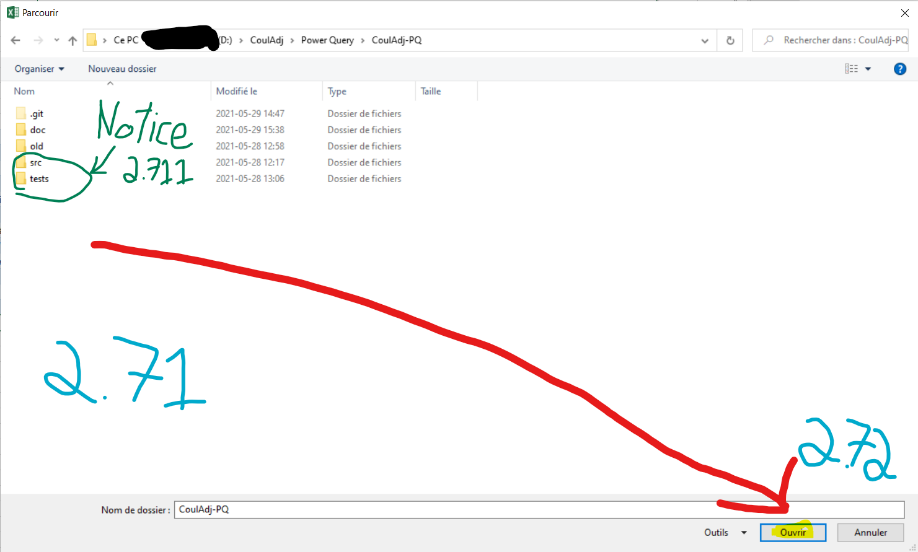 Parcourir
Ce PC D:) CoulAdj Power Query CoulAdj-PQ
Rechercher dans : CoulAdj-PQ
Organiser Nouveau dossier
Nom Modifié le Type Taille
.git 2021-05-29 14:47 Dossier de fichiers
doc 2021-05-29 15:38 Dossier de fichiers
old 2021-05-28 12:58 Dossier de fichiers
src 2021-05-28 12:17 Dossier de fichiers
tests 2021-05-28 13:06 Dossier de fichiers
Notice
2.711
2.71
2.72
Nom de dossier : CoulAdj-PQ
Outils Ouvrir Annuler